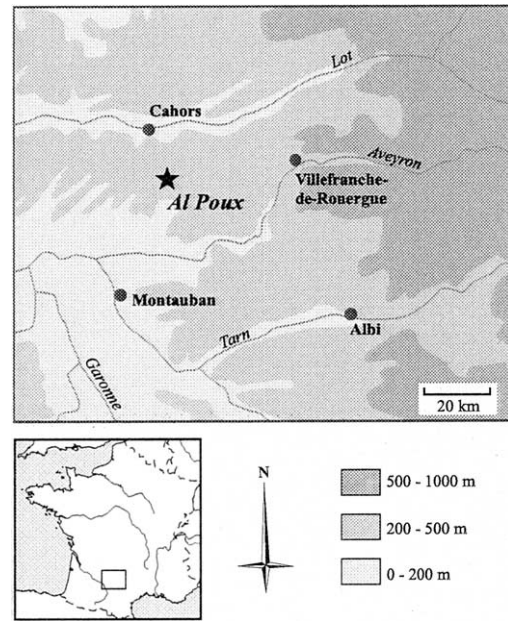 Lot
Cahors
Aveyron
Villefranche-
de-Rouergue
Al Poux
Montauban
Albi
Tarn
Garonne
20 km
N
500 - 1000 m
200 - 500 m
0 - 200 m